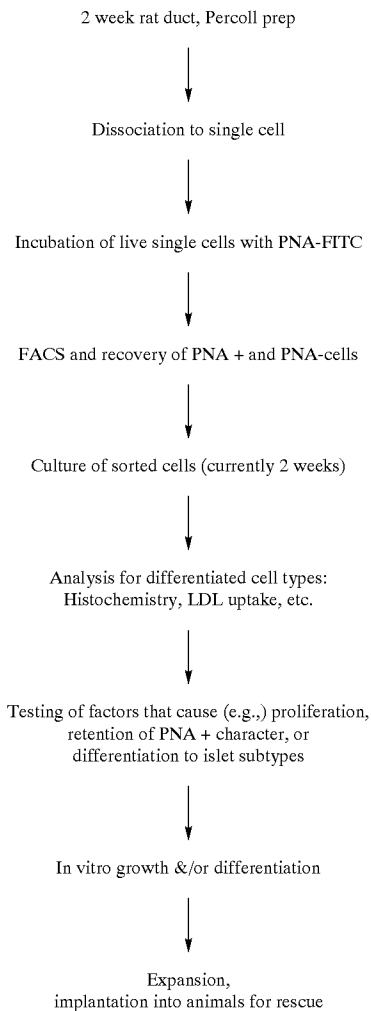 2 week rat duct, Percoll prep
Dissociation to single cell
Incubation of live single cells with PNA-FITC
FACS and recovery of PNA + and PNA-cells
Culture of sorted cells (currently 2 weeks)
Analysis for differentiated cell types:
Histochemistry, LDL uptake, etc.
Testing of factors that cause (e.g.,) proliferation,
retention of PNA + character, or
differentiation to islet subtypes
In vitro growth &/or differentiation
Expansion,
implantation into animals for rescue